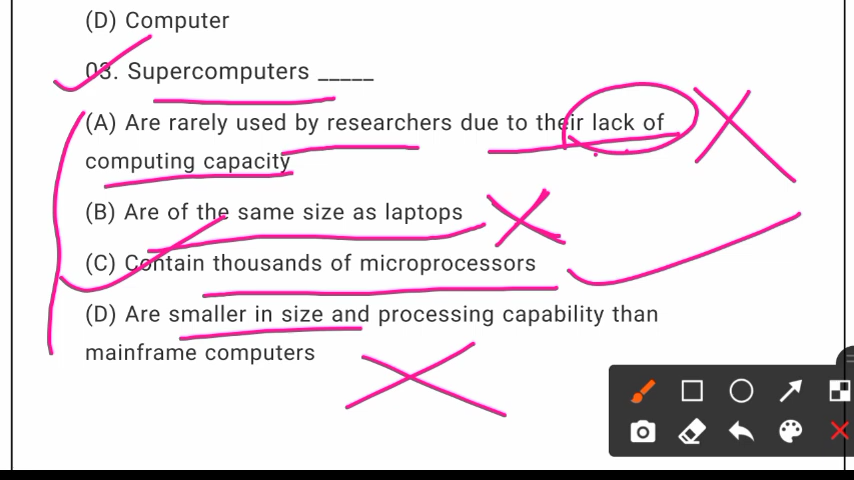 (D) Computer
03. Supercomputers _____
(A) Are rarely used by researchers due to their lack of
computing capacity
(B) Are of the same size as laptops
(C) Contain thousands of microprocessors
(D) Are smaller in size and processing capability than
mainframe computers